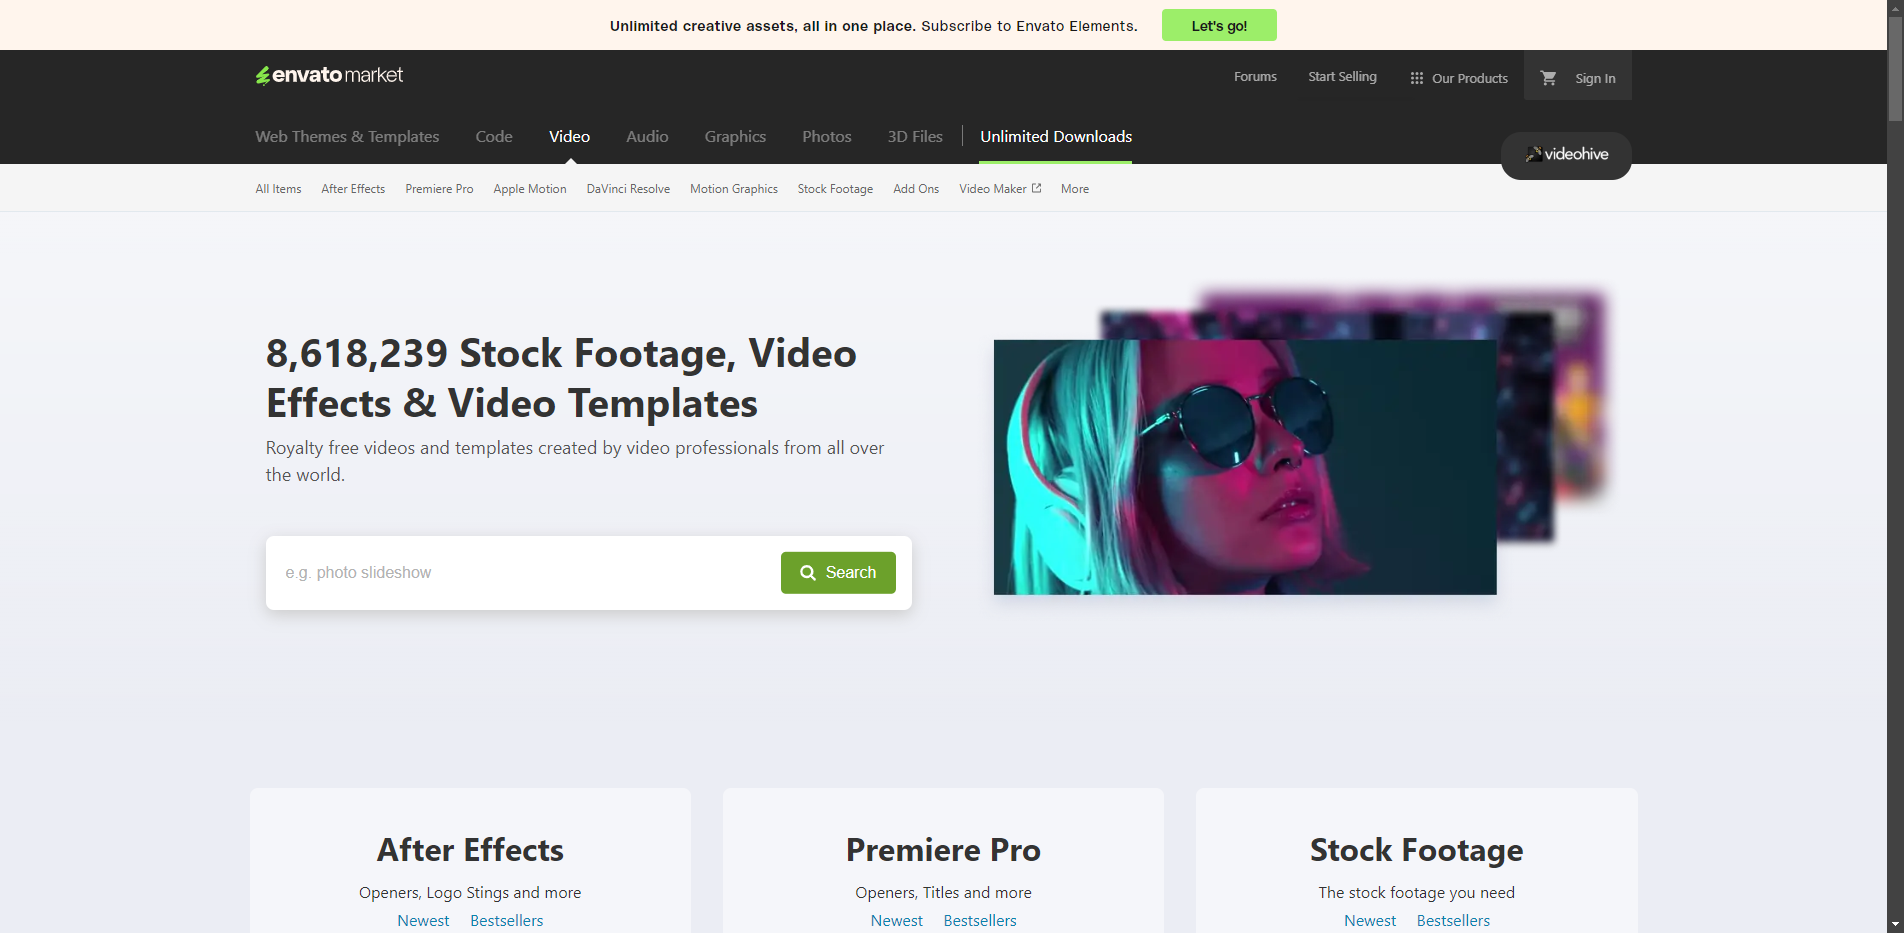 Unlimited creative assets, all in one place. Subscribe to Envato Elements. Let's go!
envato market
Forums Start Selling Our Products Sign In
Web Themes & Templates Code Video Audio Graphics Photos 3D Files Unlimited Downloads
videohive
All Items After Effects Premiere Pro Apple Motion DaVinci Resolve Motion Graphics Stock Footage Add Ons Video Maker More
8,618,239 Stock Footage, Video
Effects & Video Templates
Royalty free videos and templates created by video professionals from all over
the world.
e.g. photo slideshow Search
After Effects
Openers, Logo Stings and more
Newest Bestsellers
Premiere Pro
Openers, Titles and more
Newest Bestsellers
Stock Footage
The stock footage you need
Newest Bestsellers